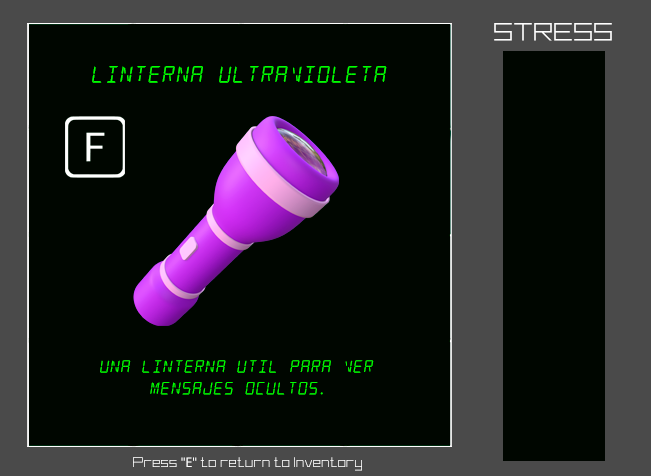 STRESS
LINTERNA ULTRAVIOLETA
F
UNA LINTERNA UTIL PARA VER
MENSAJES OCULTOS.
Press "E" to return to Inventory